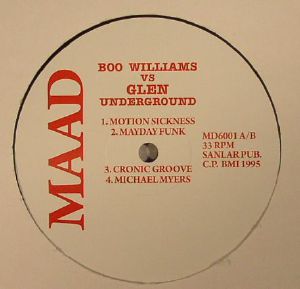 MAAD
BOO WILLIAMS
VS
GLEN
UNDERGROUND
1. MOTION SICKNESS
2. MAYDAY FUNK
3. CRONIC GROOVE
4. MICHAEL MYERS
MD6001 A/B
33 RPM
SANLAR PUB.
C.P. BMI 1995